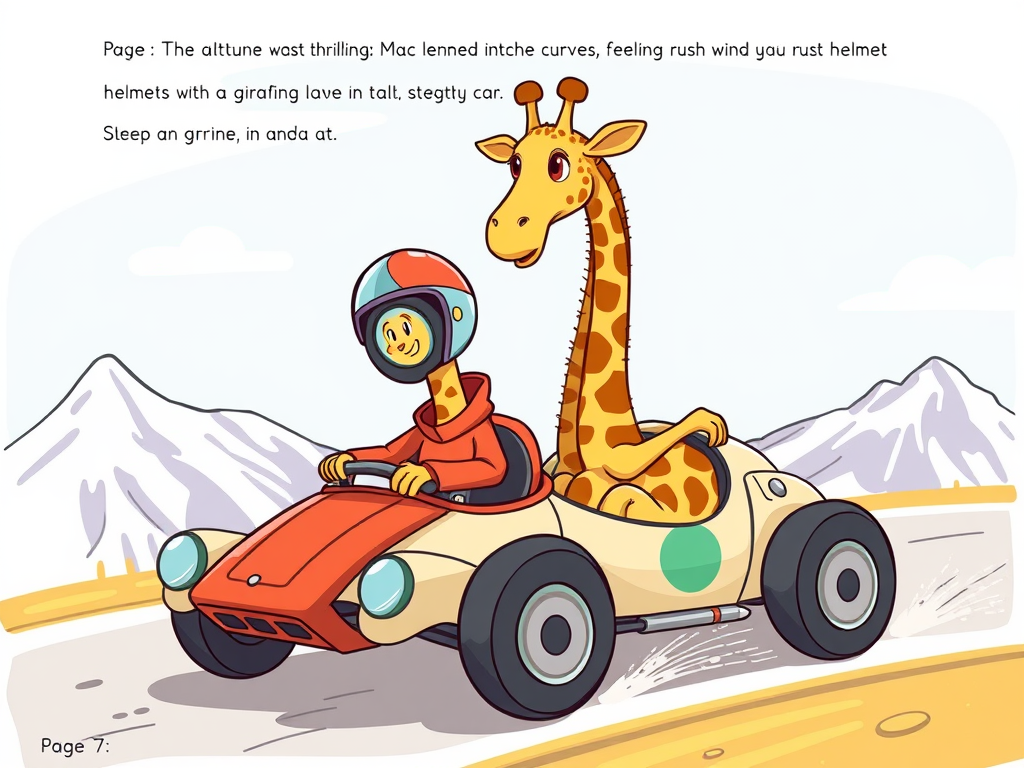 Page : The alttune wast thrilling: Mac lenned intche curves, feeling rush wind yau rust helmet
helmets with a girafing lave in talt, stegtty car.
Sleep an grrine, in anda at.
Page 7: